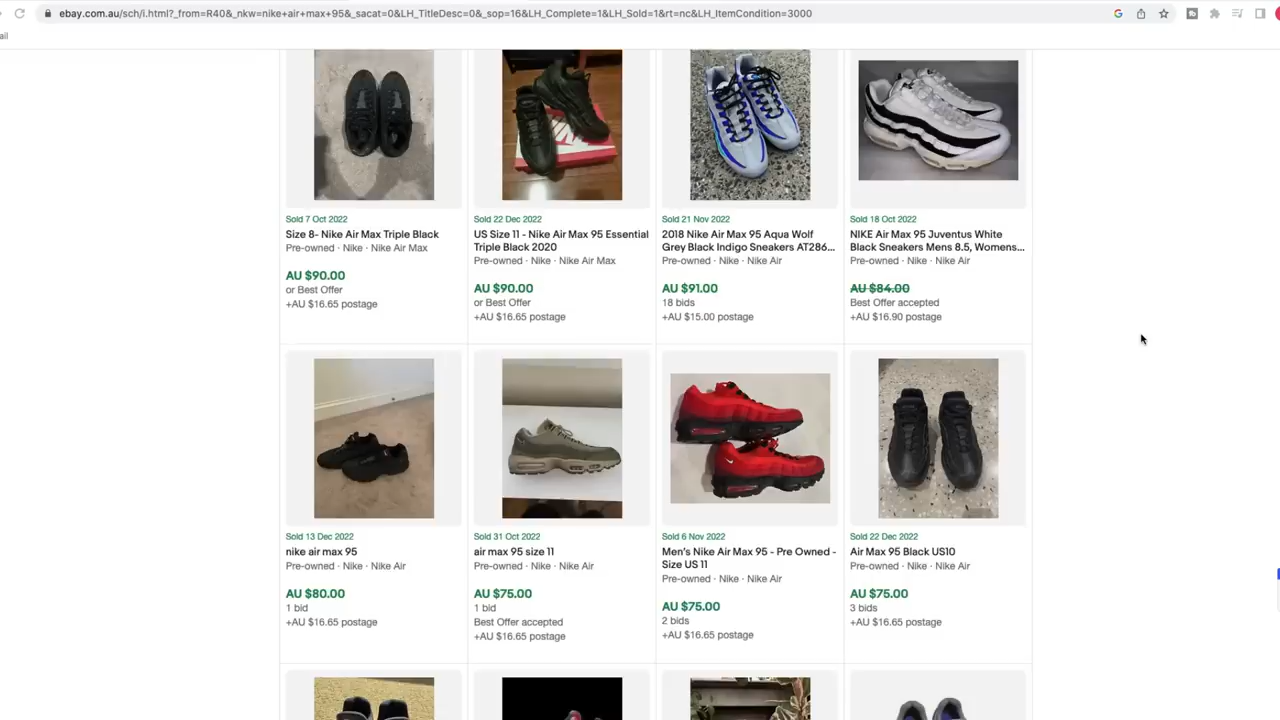 ebay.com.au/sch/i.html?_from=R40&_nkw=nike+air+max+95&_sacat=0&LH_TitleDesc=0&_sop=16&LH_Complete=1&LH_Sold=1&rt=nc&LH_ItemCondition=3000
ail
Sold 7 Oct 2022
Size 8- Nike Air Max Triple Black
Pre-owned · Nike · Nike Air Max
AU $90.00
or Best Offer
+AU $16.65 postage
Sold 22 Dec 2022
US Size 11 - Nike Air Max 95 Essential
Triple Black 2020
Pre-owned · Nike · Nike Air Max
AU $90.00
or Best Offer
+AU $16.65 postage
Sold 21 Nov 2022
2018 Nike Air Max 95 Aqua Wolf
Grey Black Indigo Sneakers AT286...
Pre-owned · Nike · Nike Air
AU $91.00
18 bids
+AU $15.00 postage
Sold 18 Oct 2022
NIKE Air Max 95 Juventus White
Black Sneakers Mens 8.5, Womens...
Pre-owned · Nike · Nike Air
AU $84.00
Best Offer accepted
+AU $16.90 postage
Sold 13 Dec 2022
nike air max 95
Pre-owned · Nike · Nike Air
AU $80.00
1 bid
+AU $16.65 postage
Sold 31 Oct 2022
air max 95 size 11
Pre-owned · Nike · Nike Air
AU $75.00
1 bid
Best Offer accepted
+AU $16.65 postage
Sold 6 Nov 2022
Men's Nike Air Max 95 - Pre Owned -
Size US 11
Pre-owned · Nike · Nike Air
AU $75.00
2 bids
+AU $16.65 postage
Sold 22 Dec 2022
Air Max 95 Black US10
Pre-owned · Nike · Nike Air
AU $75.00
3 bids
+AU $16.65 postage